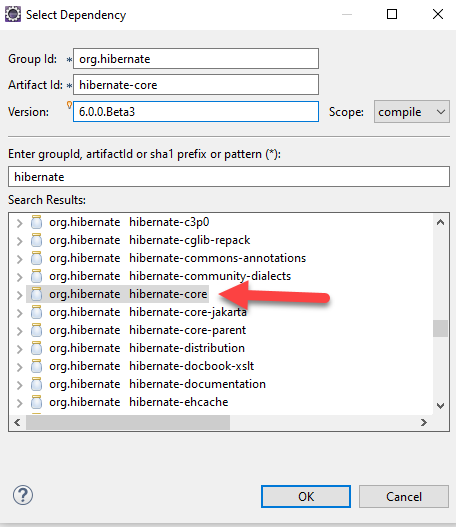 Select Dependency
Group Id: * org.hibernate
Artifact Id: * hibernate-core
Version: 6.0.0.Beta3 Scope: compile
Enter groupId, artifactId or sha1 prefix or pattern (*):
hibernate
Search Results:
org.hibernate hibernate-c3p0
org.hibernate hibernate-cglib-repack
org.hibernate hibernate-commons-annotations
org.hibernate hibernate-community-dialects
org.hibernate hibernate-core
org.hibernate hibernate-core-jakarta
org.hibernate hibernate-core-parent
org.hibernate hibernate-distribution
org.hibernate hibernate-docbook-xslt
org.hibernate hibernate-documentation
org.hibernate hibernate-ehcache
? OK Cancel